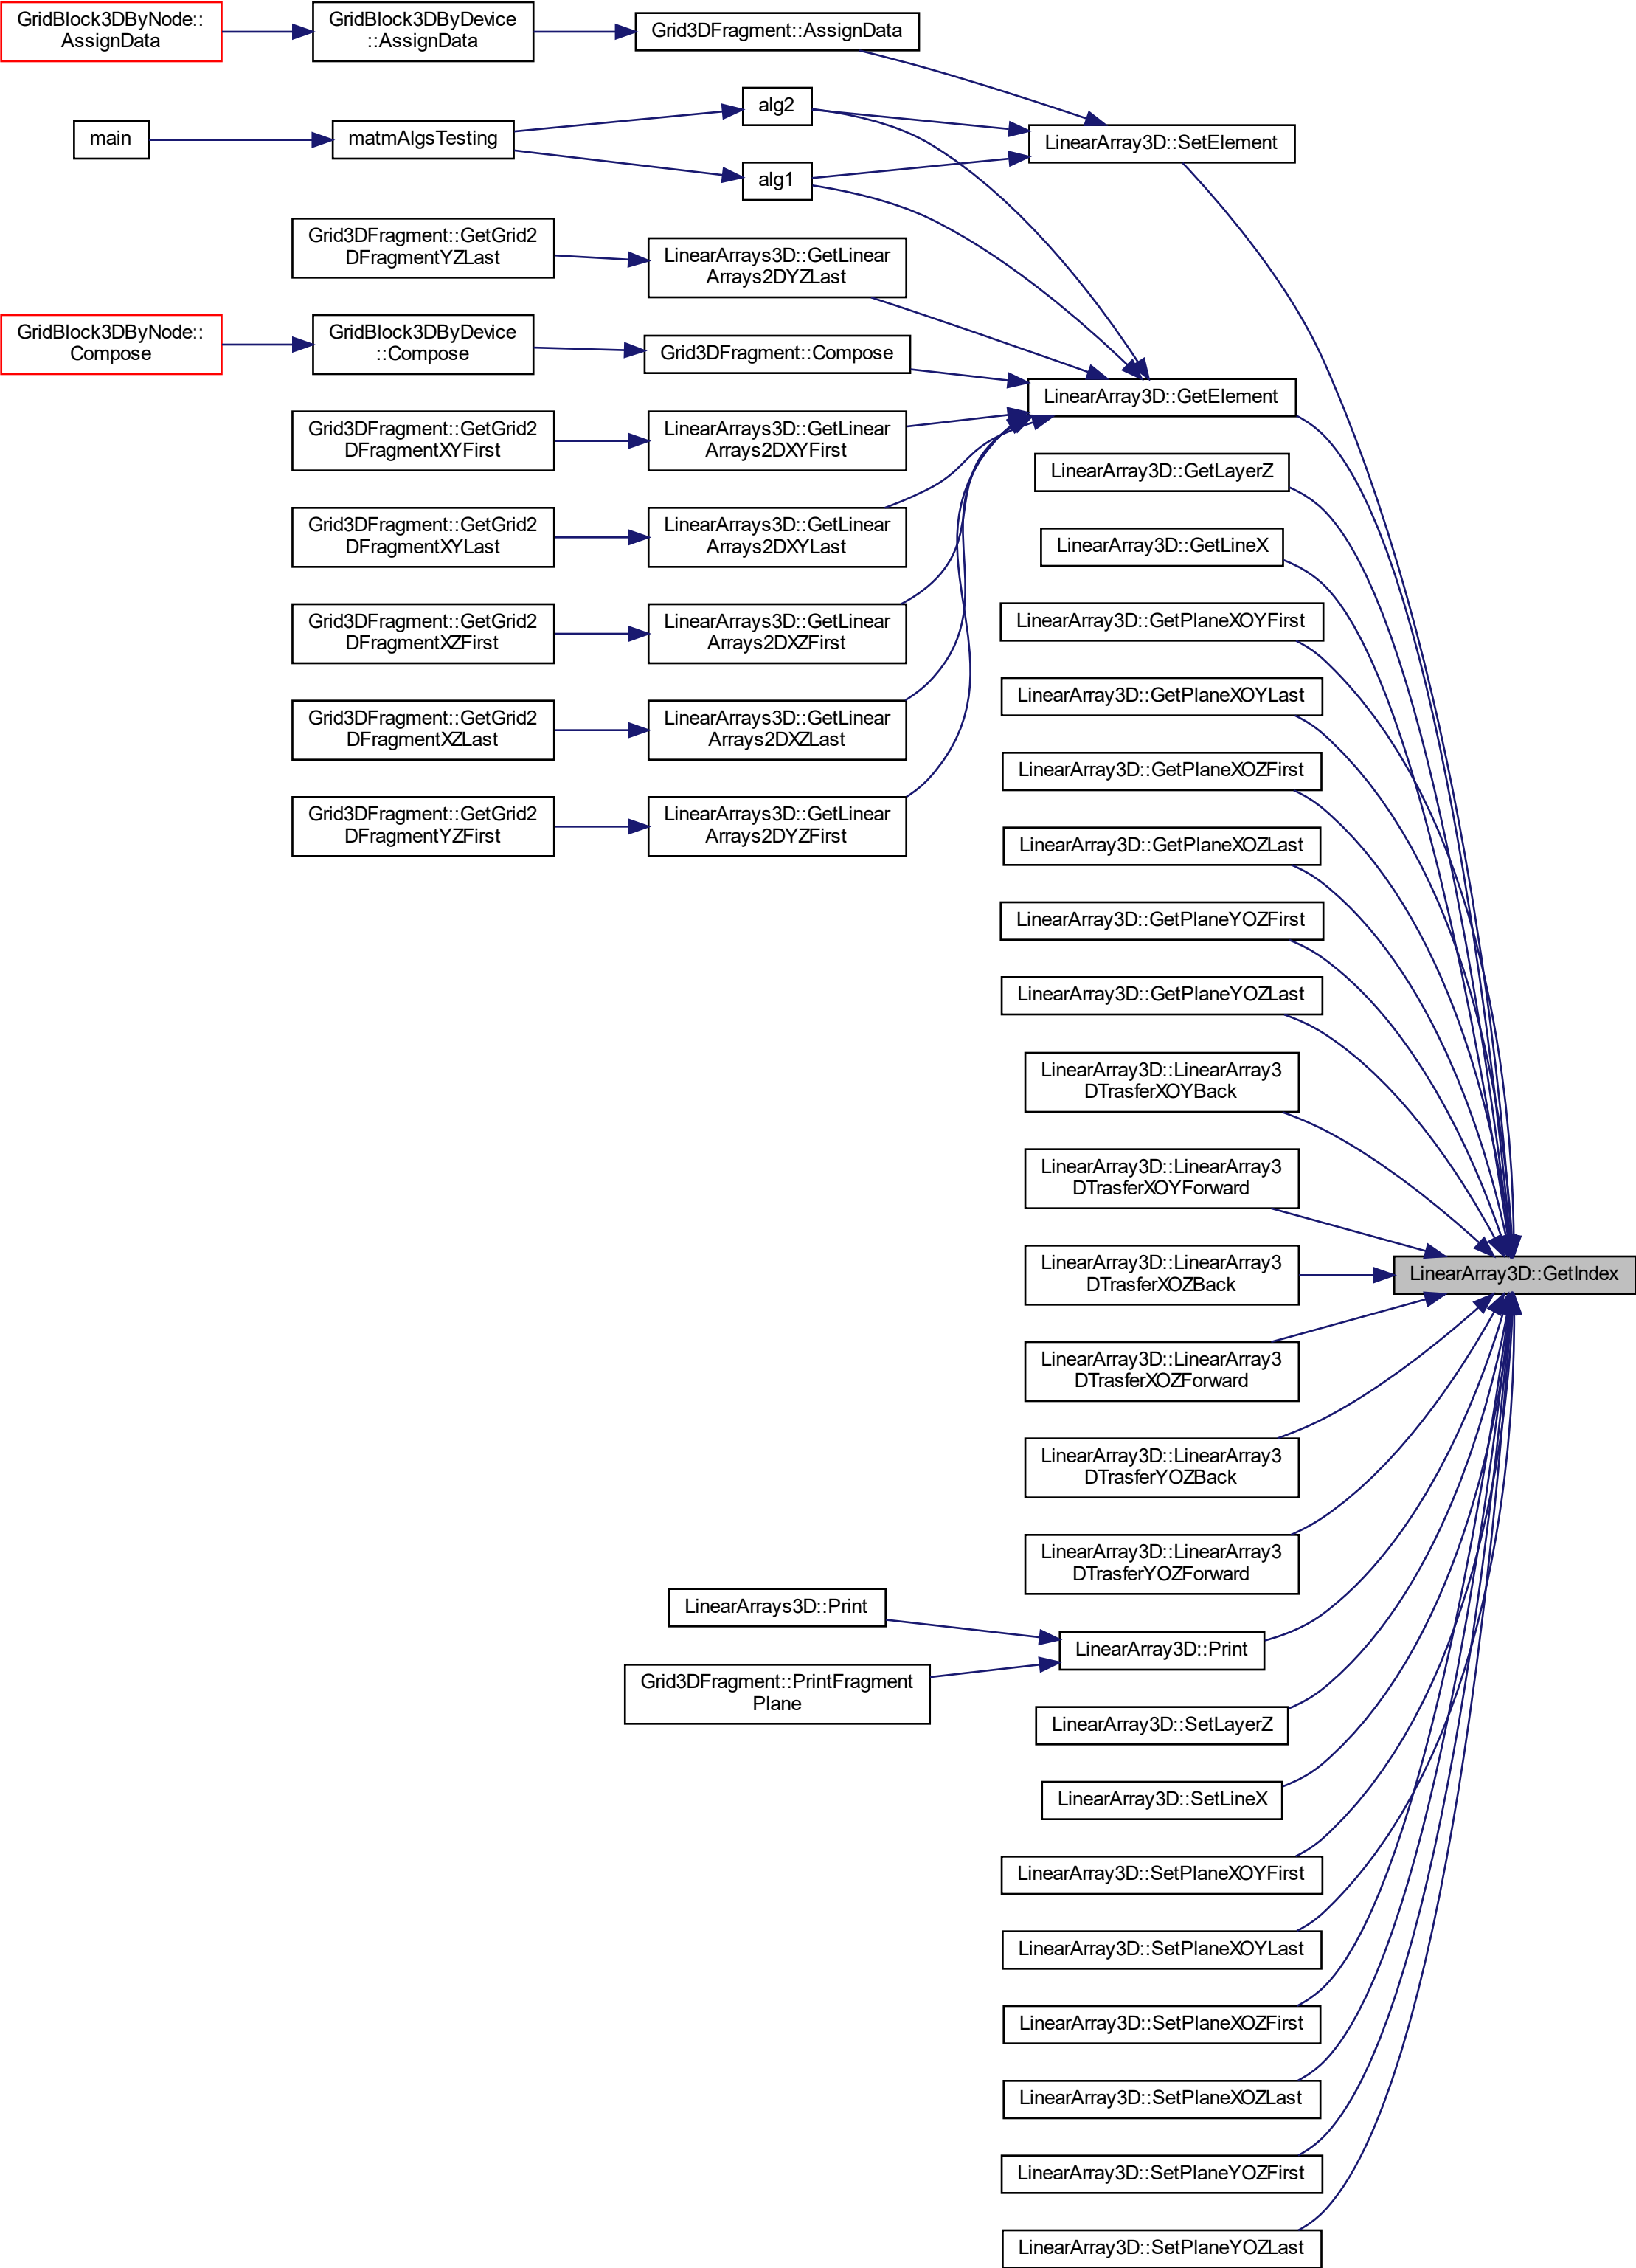 GridBlock3DByNode::
AssignData
GridBlock3DByDevice
::AssignData
Grid3DFragment::AssignData
main
matmAlgsTesting
alg2
alg1
LinearArray3D::SetElement
Grid3DFragment::GetGrid2
DFragmentYZLast
LinearArrays3D::GetLinear
Arrays2DYZLast
GridBlock3DByNode::
Compose
GridBlock3DByDevice
::Compose
Grid3DFragment::Compose
LinearArray3D::GetElement
Grid3DFragment::GetGrid2
DFragmentXYFirst
LinearArrays3D::GetLinear
Arrays2DXYFirst
Grid3DFragment::GetGrid2
DFragmentXYLast
LinearArrays3D::GetLinear
Arrays2DXYLast
Grid3DFragment::GetGrid2
DFragmentXZFirst
LinearArrays3D::GetLinear
Arrays2DXZFirst
Grid3DFragment::GetGrid2
DFragmentXZLast
LinearArrays3D::GetLinear
Arrays2DXZLast
Grid3DFragment::GetGrid2
DFragmentYZFirst
LinearArrays3D::GetLinear
Arrays2DYZFirst
LinearArray3D::GetLayerZ
LinearArray3D::GetLineX
LinearArray3D::GetPlaneXOYFirst
LinearArray3D::GetPlaneXOYLast
LinearArray3D::GetPlaneXOZFirst
LinearArray3D::GetPlaneXOZLast
LinearArray3D::GetPlaneYOZFirst
LinearArray3D::GetPlaneYOZLast
LinearArray3D::LinearArray3
DTrasferXOYBack
LinearArray3D::LinearArray3
DTrasferXOYForward
LinearArray3D::LinearArray3
DTrasferXOZBack
LinearArray3D::GetIndex
LinearArray3D::LinearArray3
DTrasferXOZForward
LinearArray3D::LinearArray3
DTrasferYOZBack
LinearArray3D::LinearArray3
DTrasferYOZForward
LinearArrays3D::Print
Grid3DFragment::PrintFragment
Plane
LinearArray3D::Print
LinearArray3D::SetLayerZ
LinearArray3D::SetLineX
LinearArray3D::SetPlaneXOYFirst
LinearArray3D::SetPlaneXOYLast
LinearArray3D::SetPlaneXOZFirst
LinearArray3D::SetPlaneXOZLast
LinearArray3D::SetPlaneYOZFirst
LinearArray3D::SetPlaneYOZLast